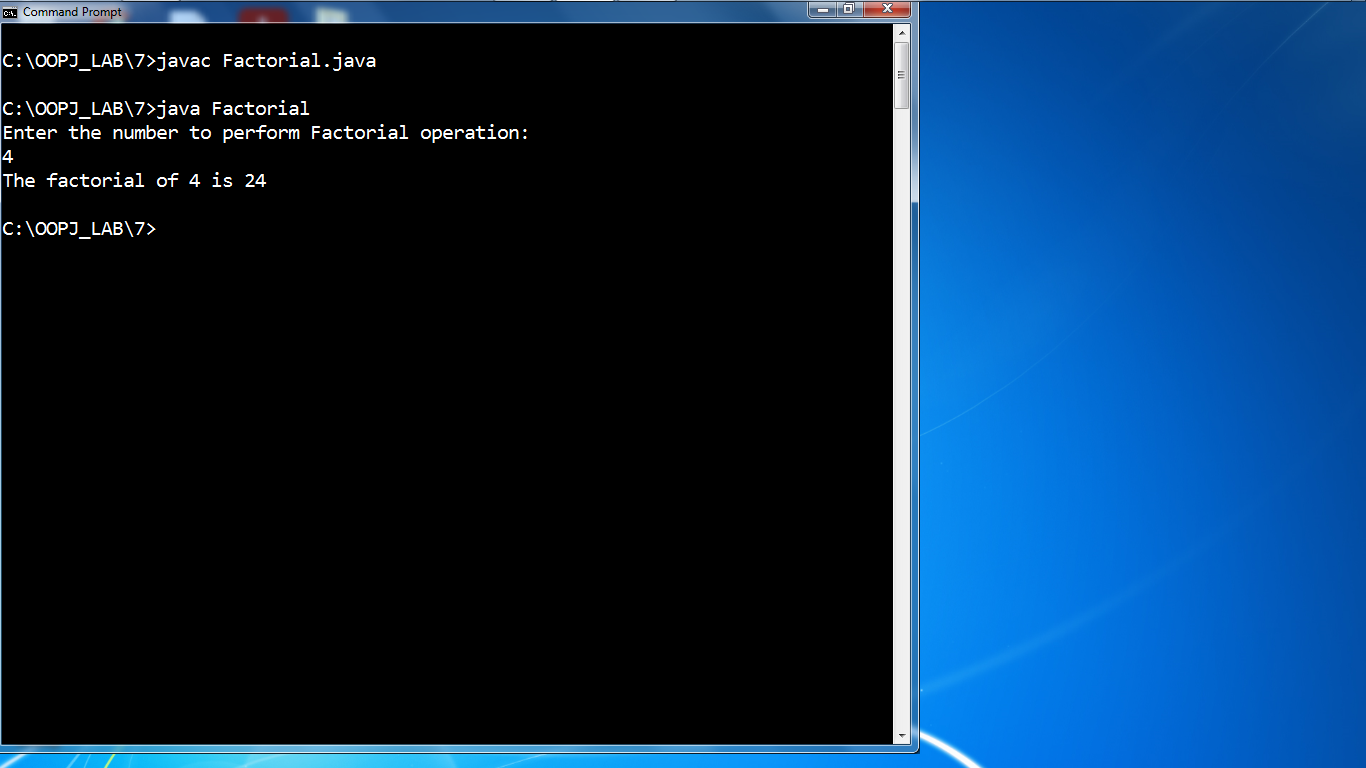 Command Prompt
C:\OOPJ_LAB\7>javac Factorial.java
C:\OOPJ_LAB\7>java Factorial
Enter the number to perform Factorial operation:
4
The factorial of 4 is 24
C:\OOPJ_LAB\7>